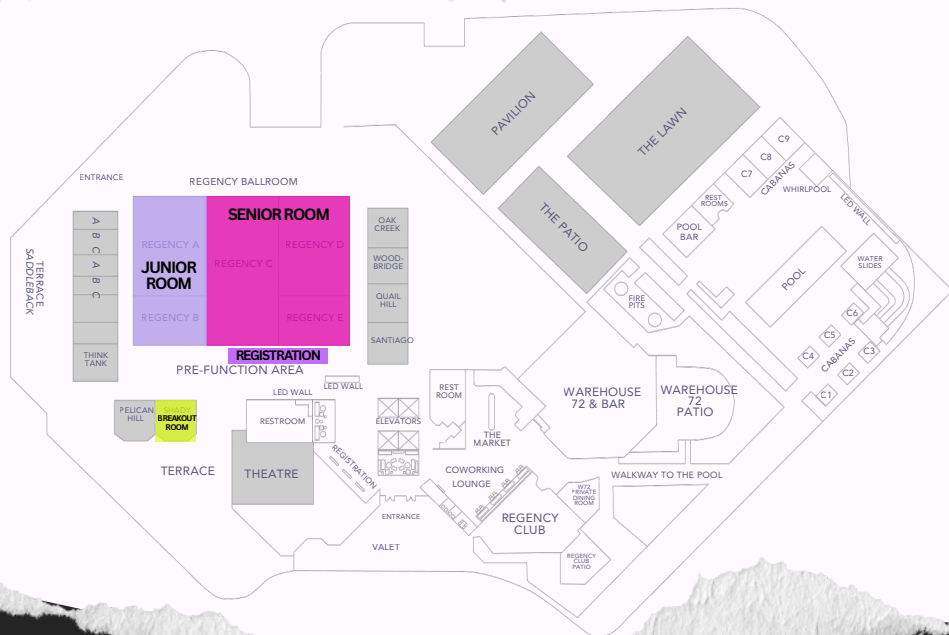 PAVILION
THE LAWN
C9
C8
C7
CABANAS
WHIRLPOOL
LED WALL
ENTRANCE
REGENCY BALLROOM
REST
ROOMS
POOL
BAR
THE PATIO
SENIOR ROOM
OAK
CREEK
A
B
C
A
B
C
REGENCY A
REGENCY C
REGENCY D
JUNIOR
ROOM
WOOD-
BRIDGE
WATER
SLIDES
POOL
TERRACE
SADDLEBACK
QUAIL
HILL
FIRE
PITS
REGENCY B
REGENCY E
C6
SANTIAGO
C5
C4
CABANAS
C3
C2
C1
THINK
TANK
REGISTRATION
PRE-FUNCTION AREA
LED WALL
LED WALL
REST
ROOM
WAREHOUSE
72 & BAR
WAREHOUSE
72
PATIO
PELICAN
HILL
SHADY
BREAKOUT
ROOM
RESTROOM
ELEVATORS
THE
MARKET
TERRACE
THEATRE
REGISTRATION
COWORKING
LOUNGE
WALKWAY TO THE POOL
W72
PRIVATE
DINING
ROOM
ENTRANCE
REGENCY
CLUB
VALET
REGENCY
CLUB
PATIO